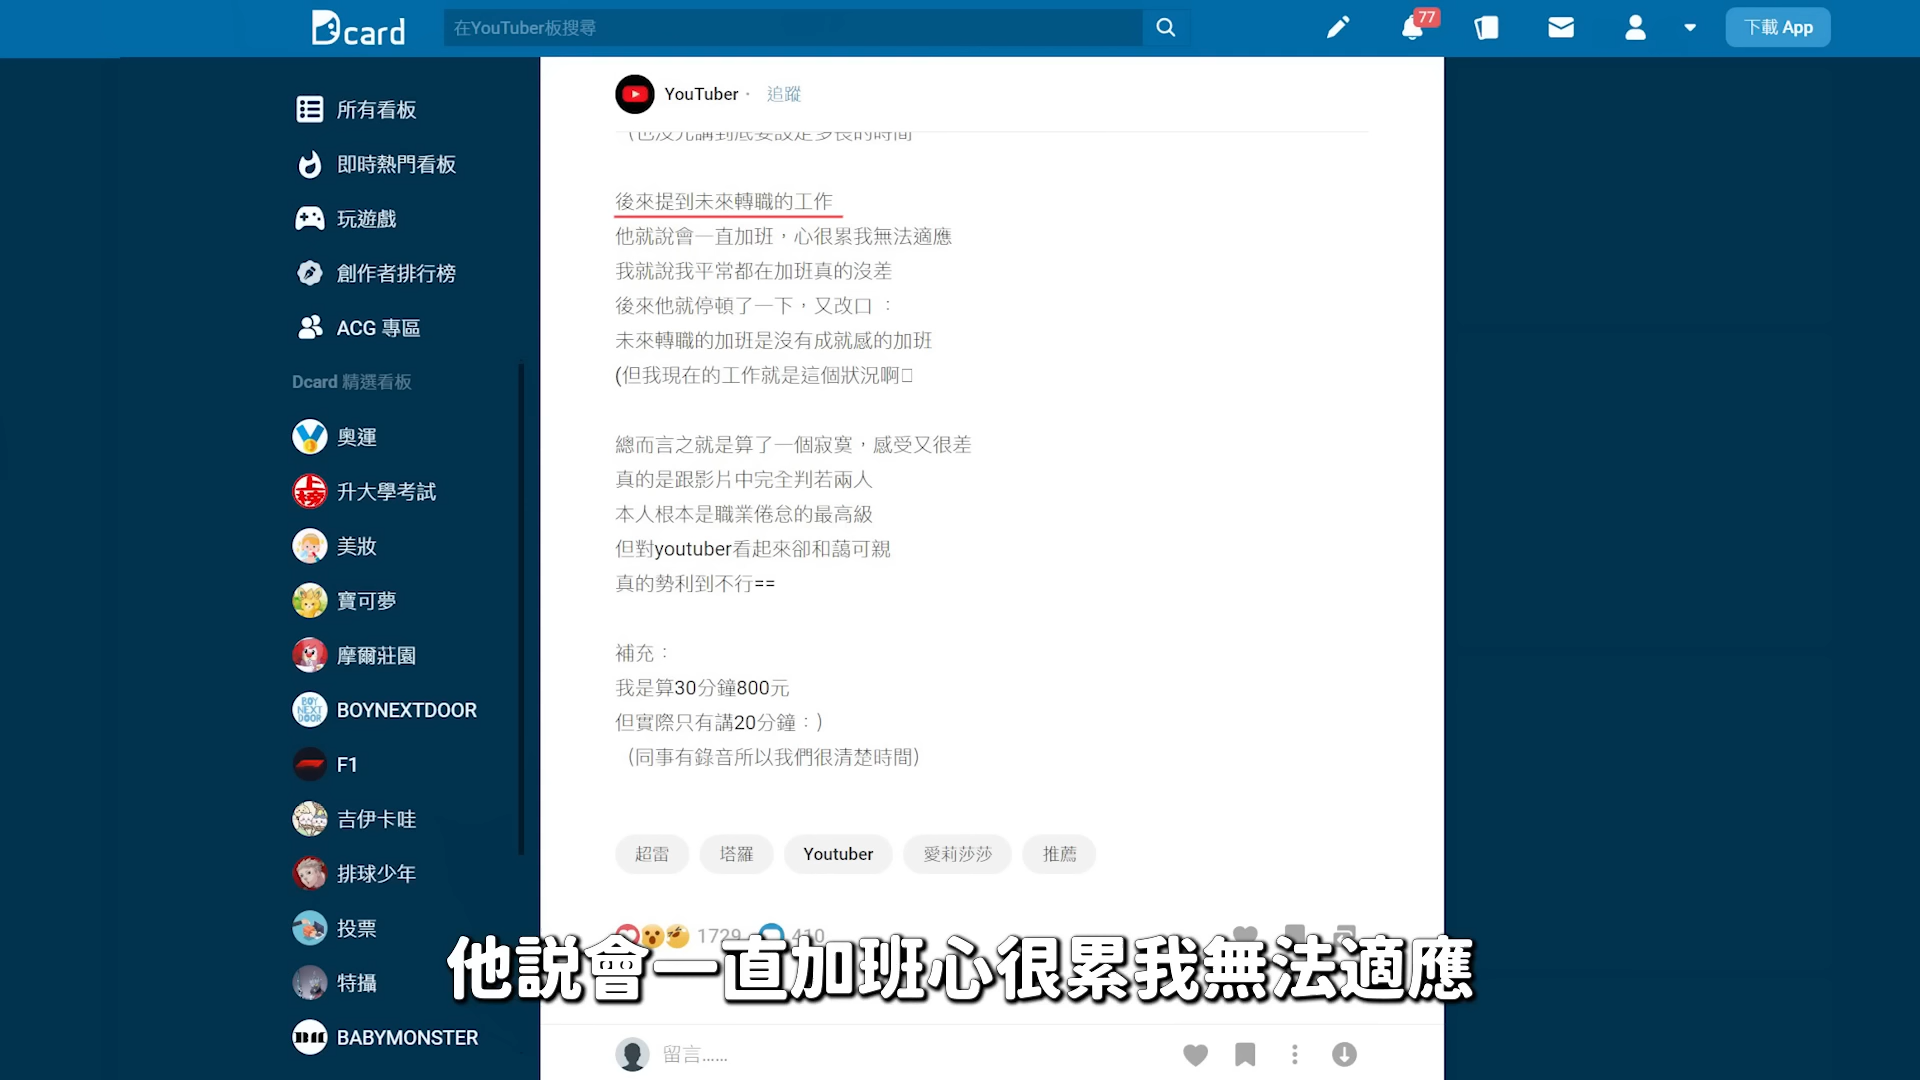 Dcard
在YouTuber板搜尋
77
下載 App
所有看板
即時熱門看板
玩遊戲
創作者排行榜
ACG 專區
Dcard 精選看板
奧運
升大學考試
美妝
寶可夢
摩爾莊園
BOYNEXTDOOR
F1
吉伊卡哇
排球少年
投票
特攝
BABYMONSTER
YouTuber · 追蹤
（也沒先講到底要設定多長的時間
後來提到未來轉職的工作
他就說會一直加班，心很累我無法適應
我就說我平常都在加班真的沒差
後來他就停頓了一下，又改口 ：
未來轉職的加班是沒有成就感的加班
(但我現在的工作就是這個狀況啊
總而言之就是算了一個寂寞，感受又很差
真的是跟影片中完全判若兩人
本人根本是職業倦怠的最高級
但對youtuber看起來卻和藹可親
真的勢利到不行==
補充：
我是算30分鐘800元
但實際只有講20分鐘：)
（同事有錄音所以我們很清楚時間）
超雷 塔羅 Youtuber 愛莉莎莎 推薦
1729 410
他說會一直加班心很累我無法適應
留言......